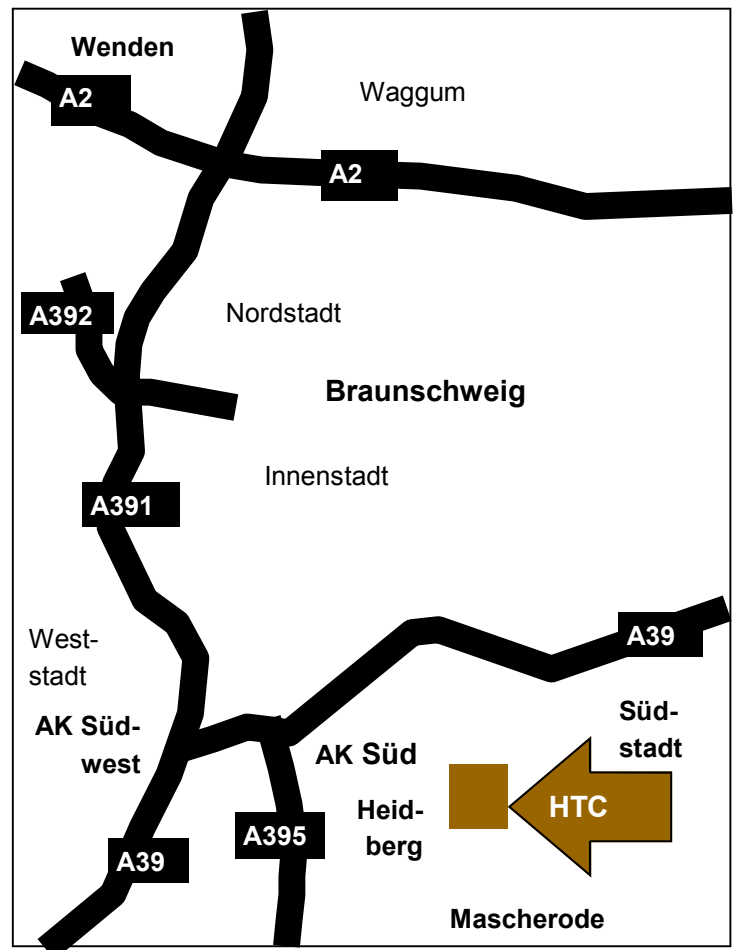 Wenden
Waggum
A2
A2
A392
Nordstadt
Braunschweig
Innenstadt
A391
West-
stadt
A39
AK Süd-
west
Süd-
stadt
AK Süd
Heid-
berg
HTC
A395
A39
Mascherode